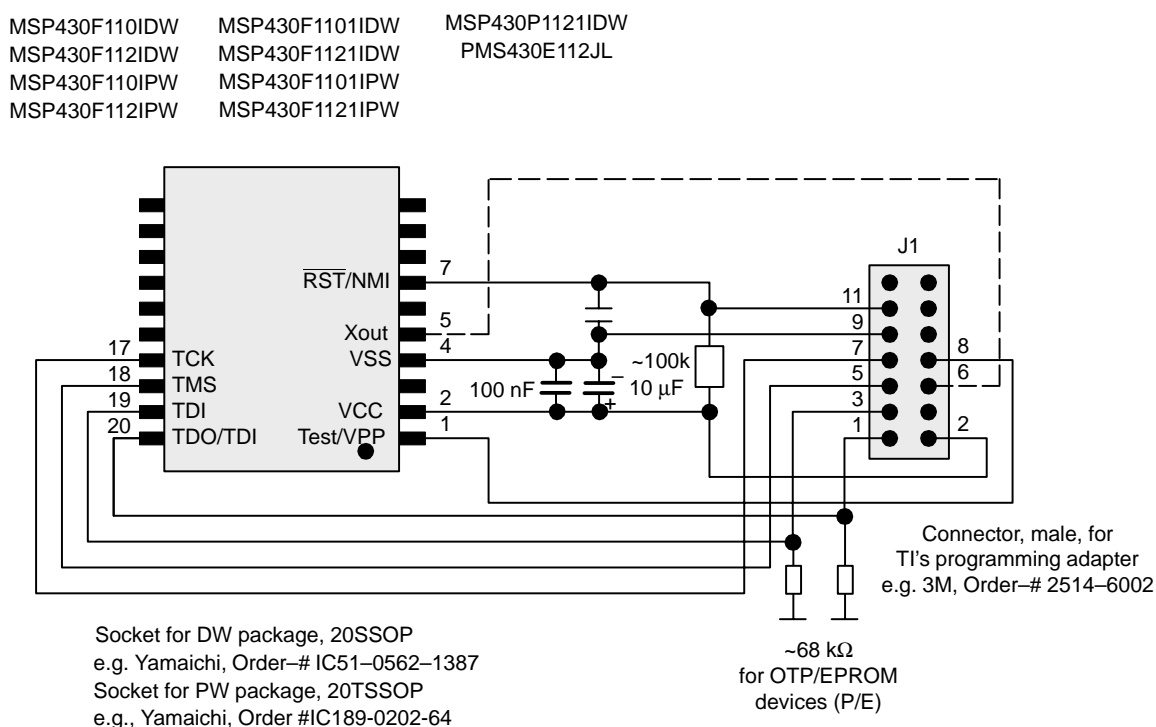 MSP430F110IDW MSP430F1101IDW MSP430P1121IDW
MSP430F112IDW MSP430F1121IDW PMS430E112JL
MSP430F110IPW MSP430F1101IPW
MSP430F112IPW MSP430F1121IPW
J1
RST/NMI 7
11
Xout 5
9
17 TCK VSS 4
~100k
7 8
18 TMS
100 nF
– 10 μF
5 6
19 TDI VCC 2
+
3
20 TDO/TDI Test/VPP 1
1 2
Connector, male, for
TI's programming adapter
e.g. 3M, Order–# 2514–6002
Socket for DW package, 20SSOP
e.g. Yamaichi, Order–# IC51–0562–1387
Socket for PW package, 20TSSOP
e.g., Yamaichi, Order #IC189-0202-64
~68 kΩ
for OTP/EPROM
devices (P/E)